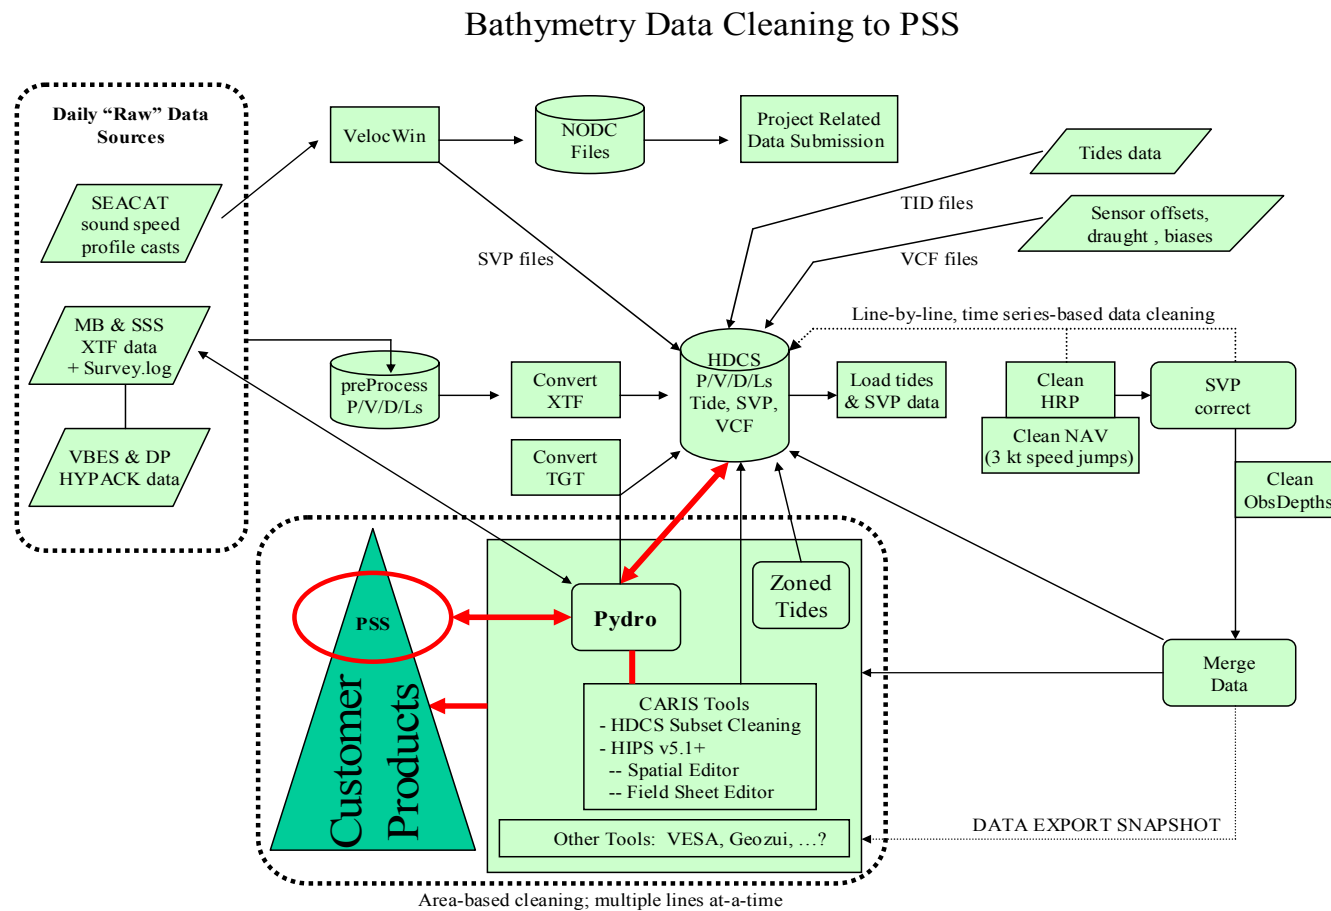 Bathymetry Data Cleaning to PSS
Daily “Raw” Data
Sources
SEACAT
sound speed
profile casts
MB & SSS
XTF data
+ Survey.log
VBES & DP
HYPACK data
VelocWin
NODC
Files
Project Related
Data Submission
Tides data
Sensor offsets,
draught , biases
TID files
VCF files
SVP files
Line-by-line, time series-based data cleaning
preProcess
P/V/D/Ls
Convert
XTF
Convert
TGT
HDCS
P/V/D/Ls
Tide, SVP,
VCF
Load tides
& SVP data
Clean
HRP
Clean NAV
(3 kt speed jumps)
SVP
correct
Clean
ObsDepths
Merge
Data
DATA EXPORT SNAPSHOT
PSS
Customer
Products
Pydro
Zoned
Tides
CARIS Tools
- HDCS Subset Cleaning
- HIPS v5.1+
-- Spatial Editor
-- Field Sheet Editor
Other Tools: VESA, Geozui, …?
Area-based cleaning; multiple lines at-a-time